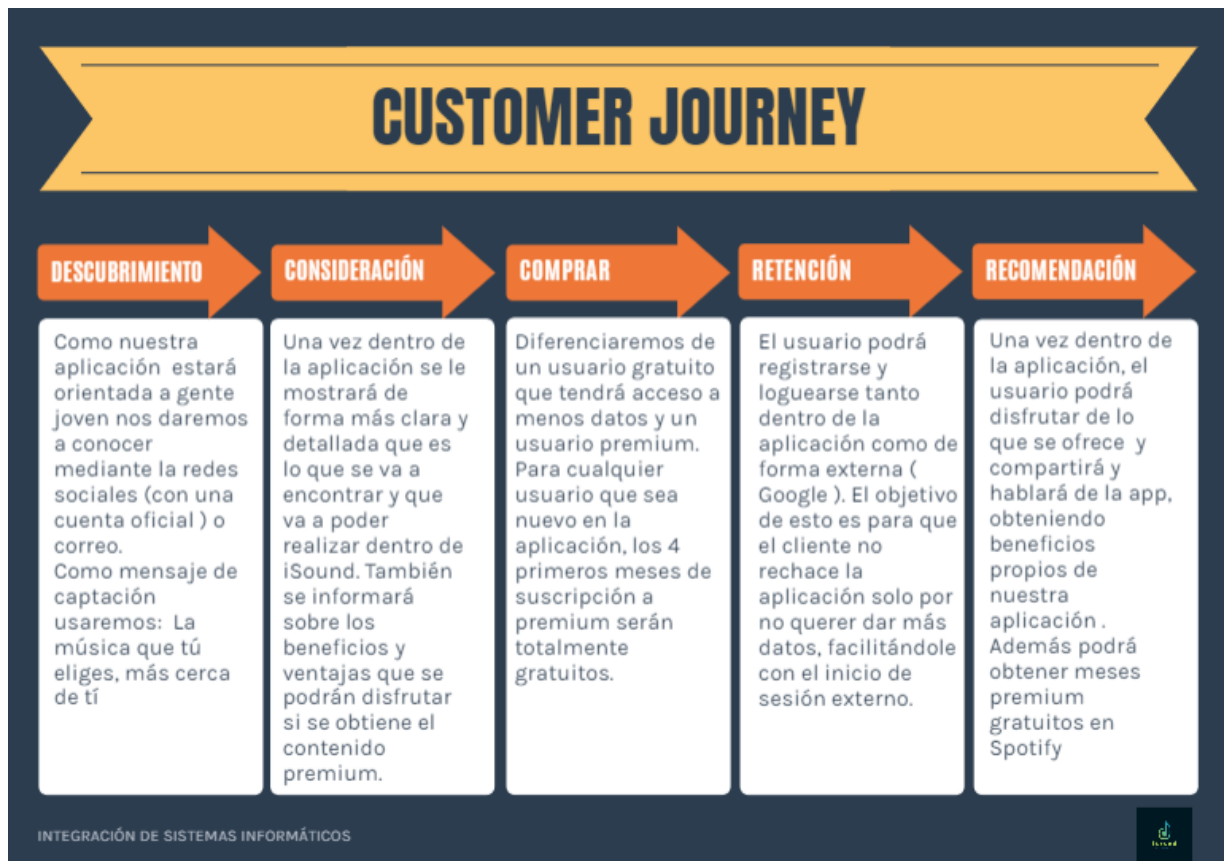 CUSTOMER JOURNEY
DESCUBRIMIENTO
Como nuestra
aplicación estará
orientada a gente
joven nos daremos
a conocer
mediante la redes
sociales (con una
cuenta oficial ) o
correo.
Como mensaje de
captación
usaremos: La
música que tú
eliges, más cerca
de tí
CONSIDERACIÓN
Una vez dentro de
la aplicación se le
mostrará de
forma más clara y
detallada que es
lo que se va a
encontrar y que
va a poder
realizar dentro de
iSound. También
se informará
sobre los
beneficios y
ventajas que se
podrán disfrutar
si se obtiene el
contenido
premium.
COMPRAR
Diferenciaremos de
un usuario gratuito
que tendrá acceso a
menos datos y un
usuario premium.
Para cualquier
usuario que sea
nuevo en la
aplicación, los 4
primeros meses de
suscripción a
premium serán
totalmente
gratuitos.
RETENCIÓN
El usuario podrá
registrarse y
loguearse tanto
dentro de la
aplicación como de
forma externa (
Google ). El objetivo
de esto es para que
el cliente no
rechace la
aplicación solo por
no querer dar más
datos, facilitándole
con el inicio de
sesión externo.
RECOMENDACIÓN
Una vez dentro de
la aplicación, el
usuario podrá
disfrutar de lo
que se ofrece y
compartirá y
hablará de la app,
obteniendo
beneficios
propios de
nuestra
aplicación .
Además podrá
obtener meses
premium
gratuitos en
Spotify
INTEGRACIÓN DE SISTEMAS INFORMÁTICOS